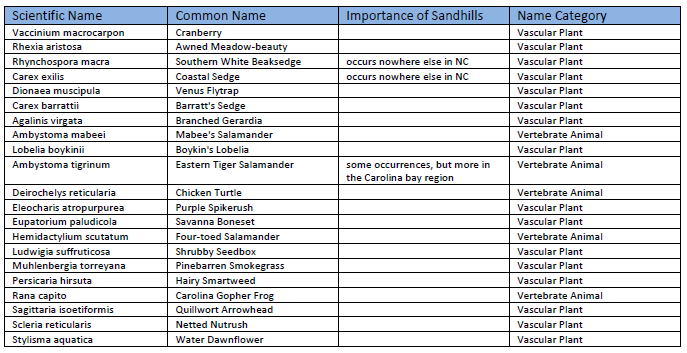 Scientific Name Common Name Importance of Sandhills Name Category
Vaccinium macrocarpon Cranberry Vascular Plant
Rhexia aristosa Awned Meadow-beauty Vascular Plant
Rhynchospora macra Southern White Beaksedge occurs nowhere else in NC Vascular Plant
Carex exilis Coastal Sedge occurs nowhere else in NC Vascular Plant
Dionaea muscipula Venus Flytrap Vascular Plant
Carex barrattii Barratt's Sedge Vascular Plant
Agalinis virgata Branched Gerardia Vascular Plant
Ambystoma mabeei Mabee's Salamander Vertebrate Animal
Lobelia boykinii Boykin's Lobelia Vascular Plant
Ambystoma tigrinum Eastern Tiger Salamander some occurrences, but more in Vertebrate Animal
the Carolina bay region
Deirochelys reticularia Chicken Turtle Vertebrate Animal
Eleocharis atropurpurea Purple Spikerush Vascular Plant
Eupatorium paludicola Savanna Boneset Vascular Plant
Hemidactylium scutatum Four-toed Salamander Vertebrate Animal
Ludwigia suffruticosa Shrubby Seedbox Vascular Plant
Muhlenbergia torreyana Pinebarren Smokegrass Vascular Plant
Persicaria hirsuta Hairy Smartweed Vascular Plant
Rana capito Carolina Gopher Frog Vertebrate Animal
Sagittaria isoetiformis Quillwort Arrowhead Vascular Plant
Scleria reticularis Netted Nutrush Vascular Plant
Stylisma aquatica Water Dawnflower Vascular Plant